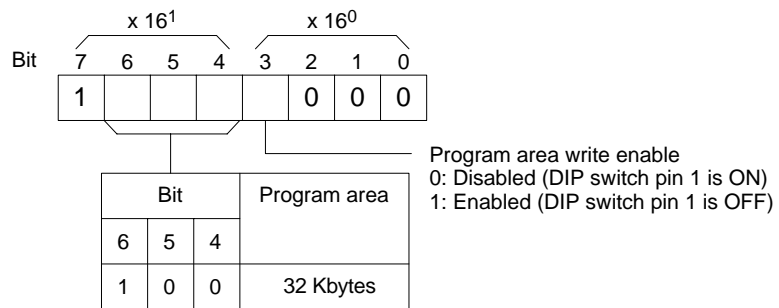 x 16¹ x 16⁰
Bit 7 6 5 4 3 2 1 0
1 0 0 0
Program area write enable
0: Disabled (DIP switch pin 1 is ON)
1: Enabled (DIP switch pin 1 is OFF)
Bit Program area
6 5 4
1 0 0 32 Kbytes